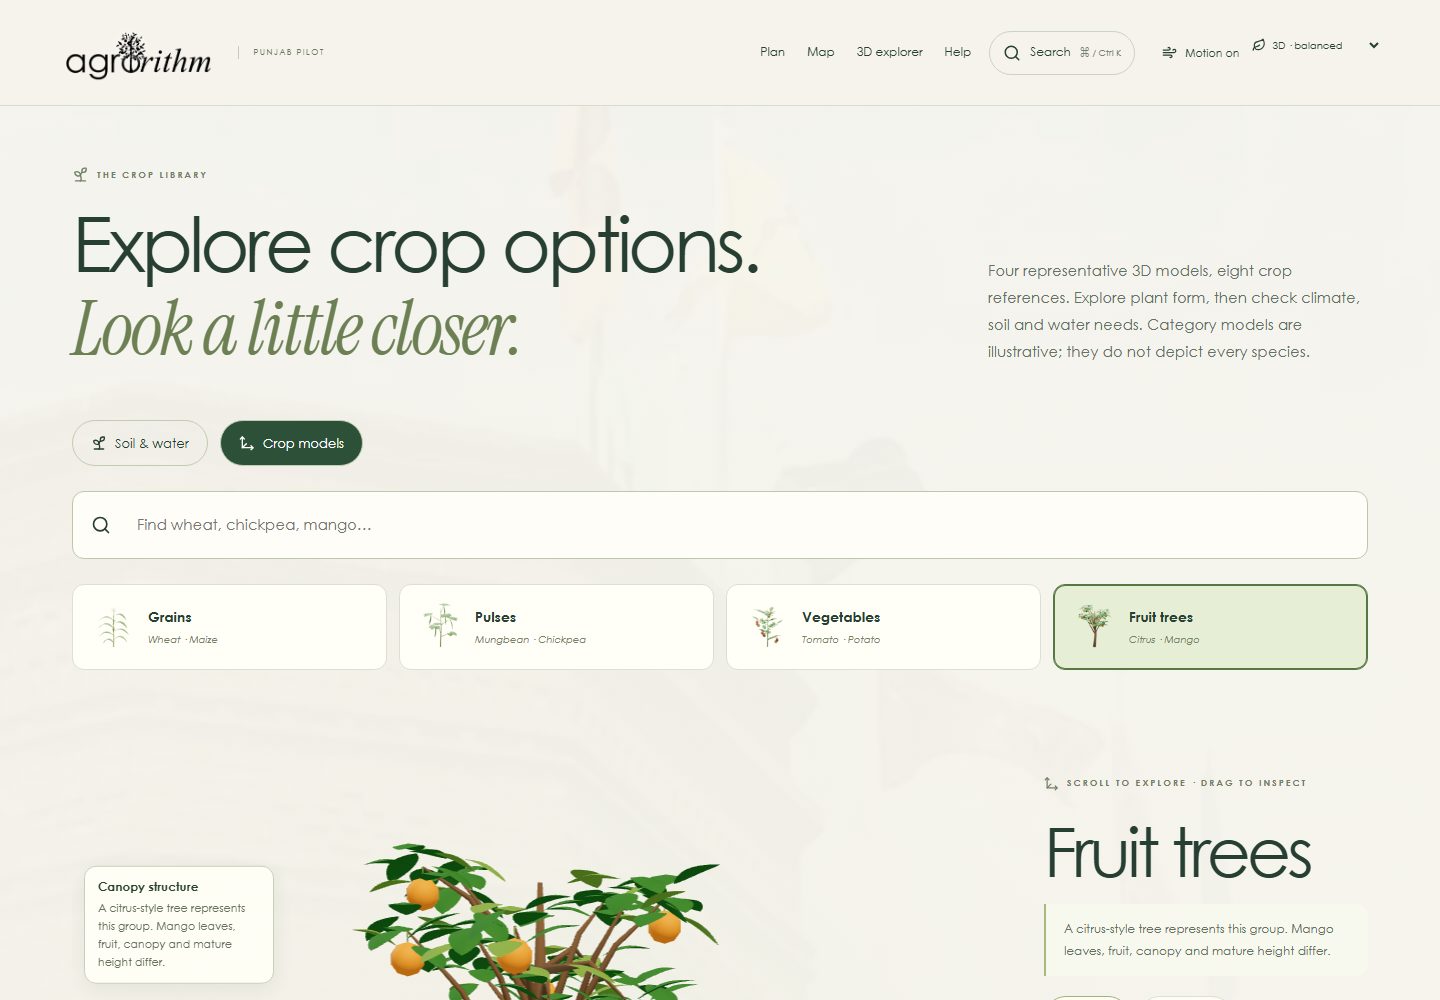 agrorithm
PUNJAB PILOT
Plan
Map
3D explorer
Help
Search ⌘ / Ctrl K
Motion on
3D · balanced
THE CROP LIBRARY
Explore crop options.
Look a little closer.
Four representative 3D models, eight crop
references. Explore plant form, then check climate,
soil and water needs. Category models are
illustrative; they do not depict every species.
Soil & water
Crop models
Find wheat, chickpea, mango…
Grains
Wheat · Maize
Pulses
Mungbean · Chickpea
Vegetables
Tomato · Potato
Fruit trees
Citrus · Mango
SCROLL TO EXPLORE · DRAG TO INSPECT
Fruit trees
A citrus-style tree represents this group. Mango
leaves, fruit, canopy and mature height differ.
Canopy structure
A citrus-style tree represents
this group. Mango leaves,
fruit, canopy and mature
height differ.